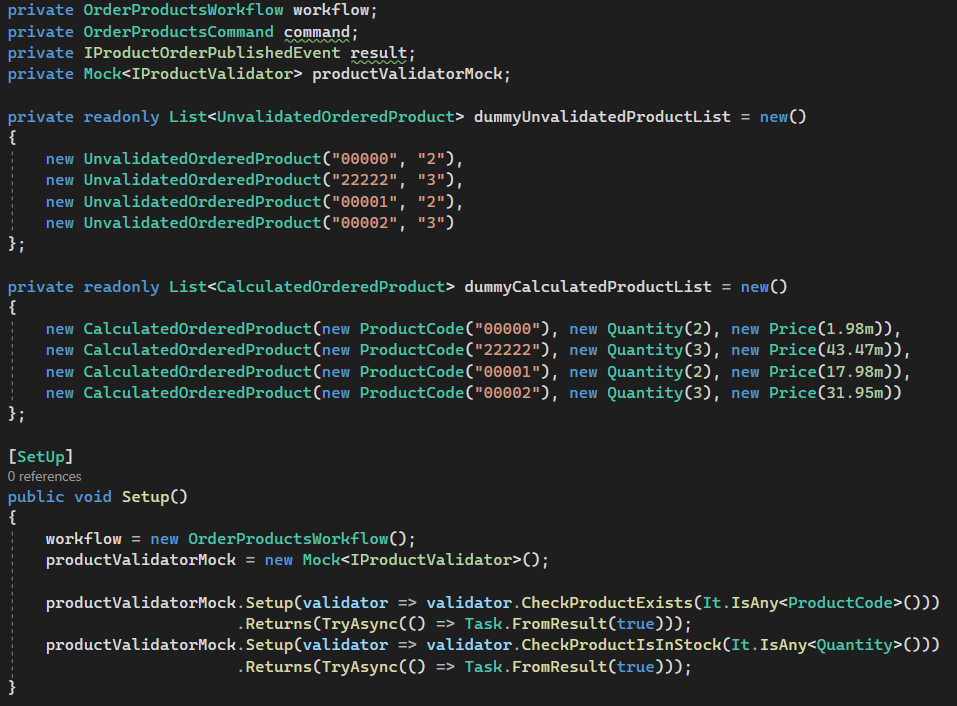 private OrderProductsWorkflow workflow;
private OrderProductsCommand command;
private IProductOrderPublishedEvent result;
private Mock<IProductValidator> productValidatorMock;
private readonly List<UnvalidatedOrderedProduct> dummyUnvalidatedProductList = new()
{
    new UnvalidatedOrderedProduct("00000", "2"),
    new UnvalidatedOrderedProduct("22222", "3"),
    new UnvalidatedOrderedProduct("00001", "2"),
    new UnvalidatedOrderedProduct("00002", "3")
};
private readonly List<CalculatedOrderedProduct> dummyCalculatedProductList = new()
{
    new CalculatedOrderedProduct(new ProductCode("00000"), new Quantity(2), new Price(1.98m)),
    new CalculatedOrderedProduct(new ProductCode("22222"), new Quantity(3), new Price(43.47m)),
    new CalculatedOrderedProduct(new ProductCode("00001"), new Quantity(2), new Price(17.98m)),
    new CalculatedOrderedProduct(new ProductCode("00002"), new Quantity(3), new Price(31.95m))
};
[SetUp]
0 references
public void Setup()
{
    workflow = new OrderProductsWorkflow();
    productValidatorMock = new Mock<IProductValidator>();
    productValidatorMock.Setup(validator => validator.CheckProductExists(It.IsAny<ProductCode>()))
                        .Returns(TryAsync(() => Task.FromResult(true)));
    productValidatorMock.Setup(validator => validator.CheckProductIsInStock(It.IsAny<Quantity>()))
                        .Returns(TryAsync(() => Task.FromResult(true)));
}